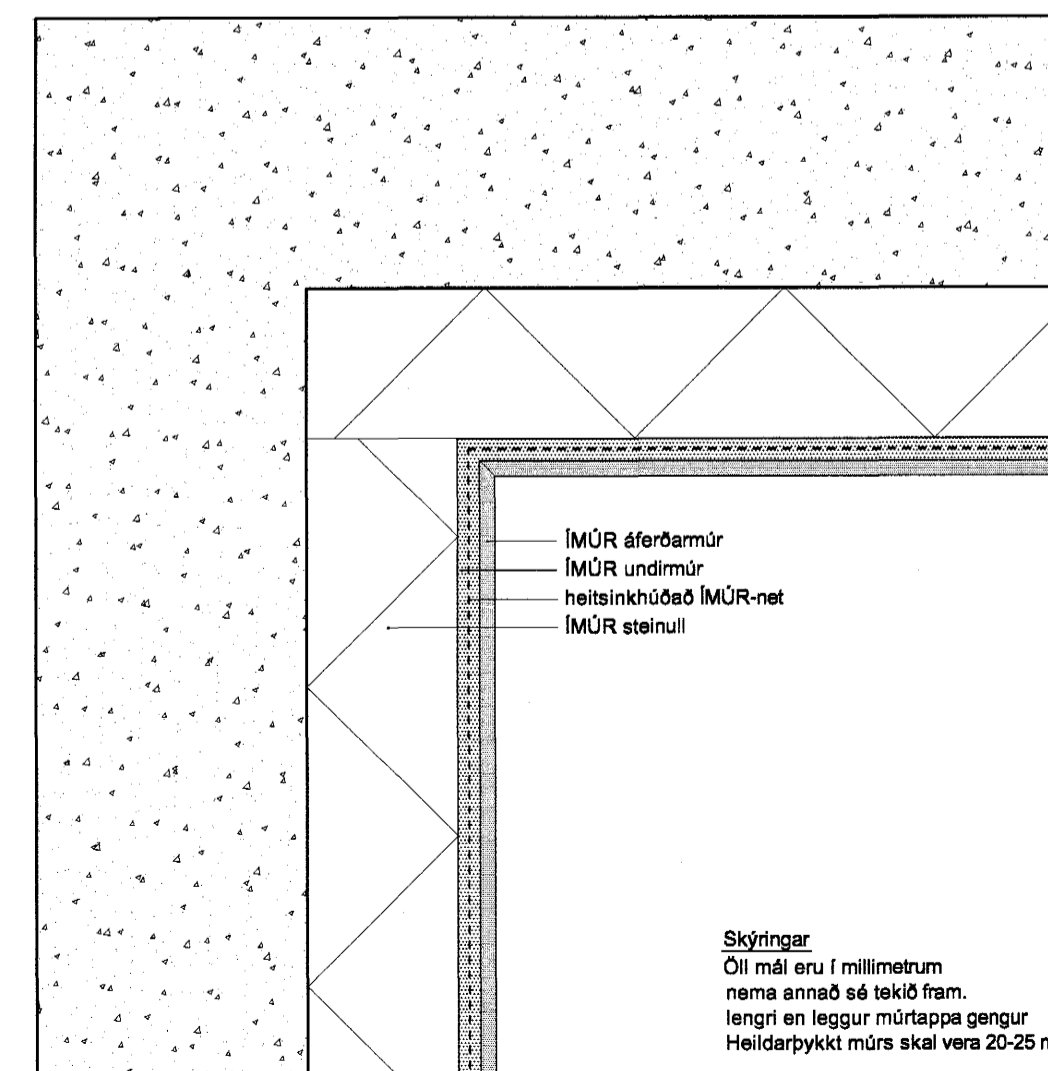 ÍMÚR áferðarmúr
ÍMÚR undirmúr
heitsinkhúðað ÍMÚR-net
ÍMÚR steinull
Skýringar
Öll mál eru í millimetrum
nema annað sé tekið fram.
lengri en leggur múrtappa gengur
Heildarþykkt múrs skal vera 20-25